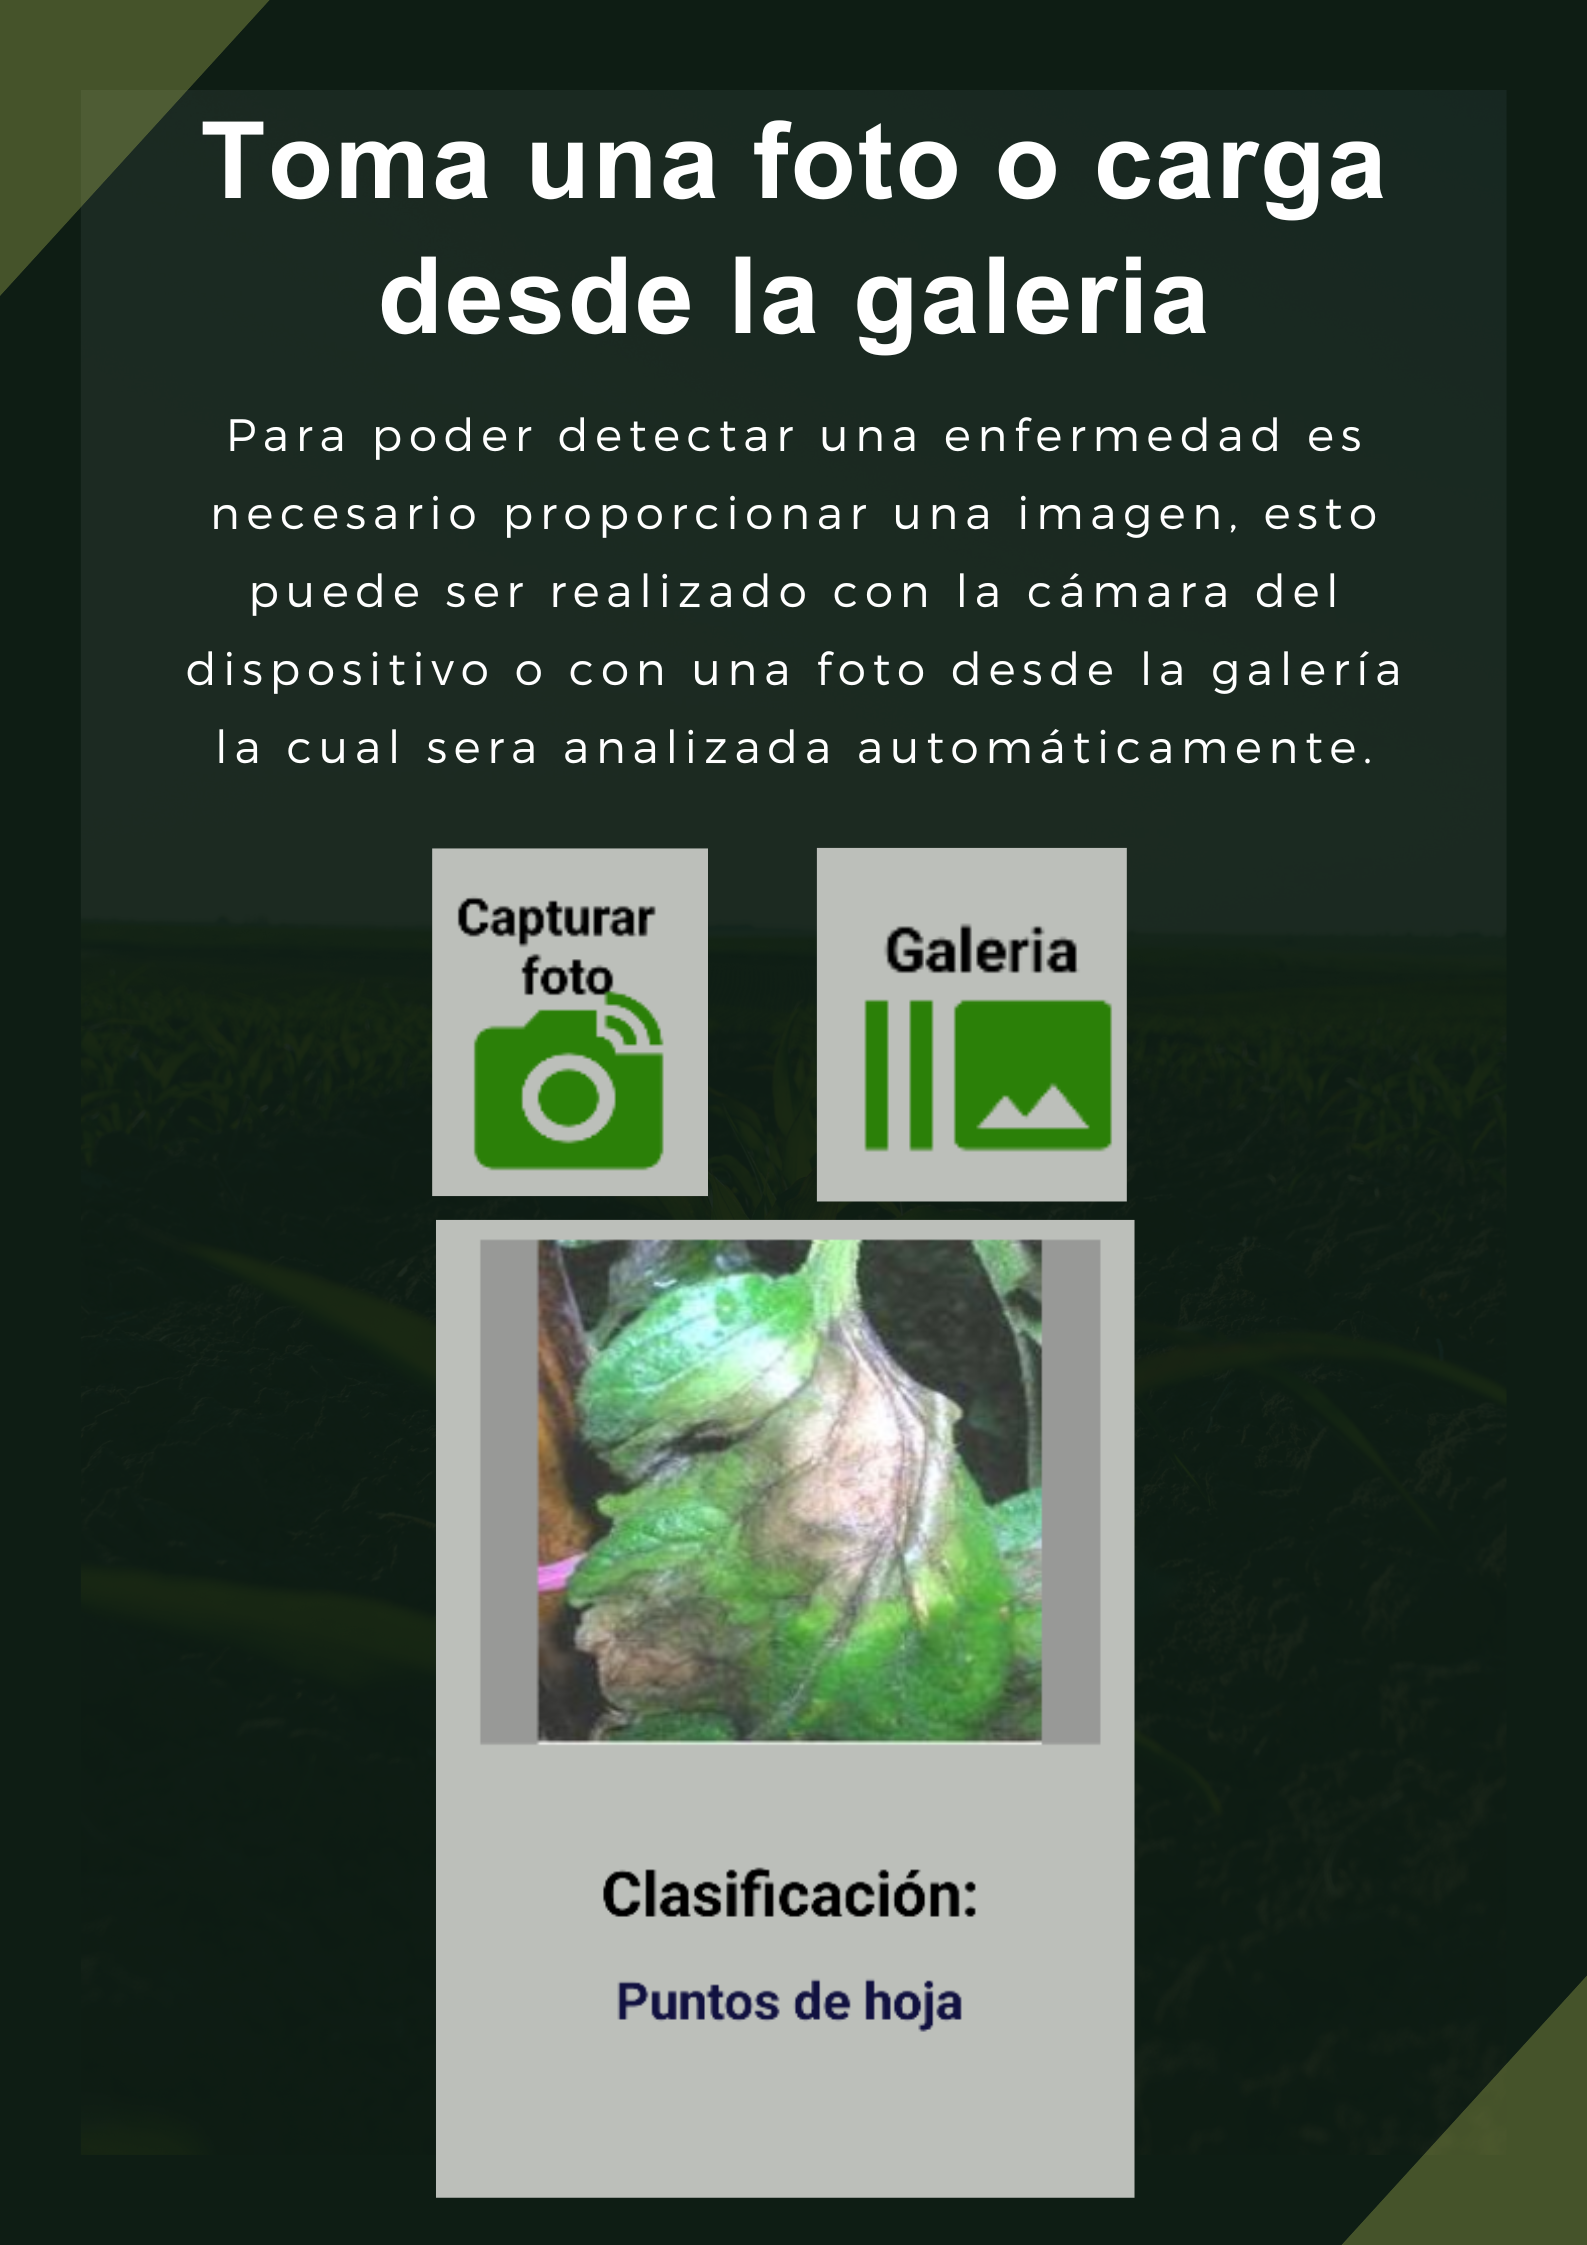 Toma una foto o carga
desde la galeria
Para poder detectar una enfermedad es
necesario proporcionar una imagen, esto
puede ser realizado con la cámara del
dispositivo o con una foto desde la galería
la cual sera analizada automáticamente.
Capturar
foto
Galeria
Clasificación:
Puntos de hoja